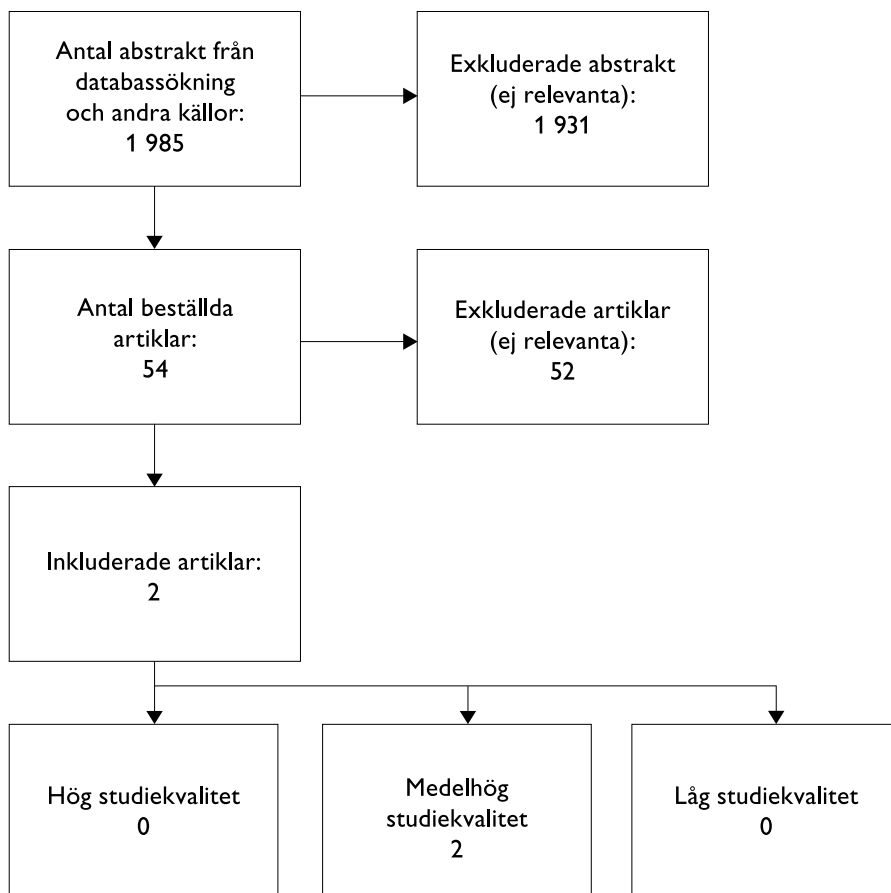 Antal abstrakt från
databassökning
och andra källor:
1 985
Exkluderade abstrakt
(ej relevanta):
1 931
Antal beställda
artiklar:
54
Exkluderade artiklar
(ej relevanta):
52
Inkluderade artiklar:
2
Hög studiekvalitet
0
Medelhög
studiekvalitet
2
Låg studiekvalitet
0